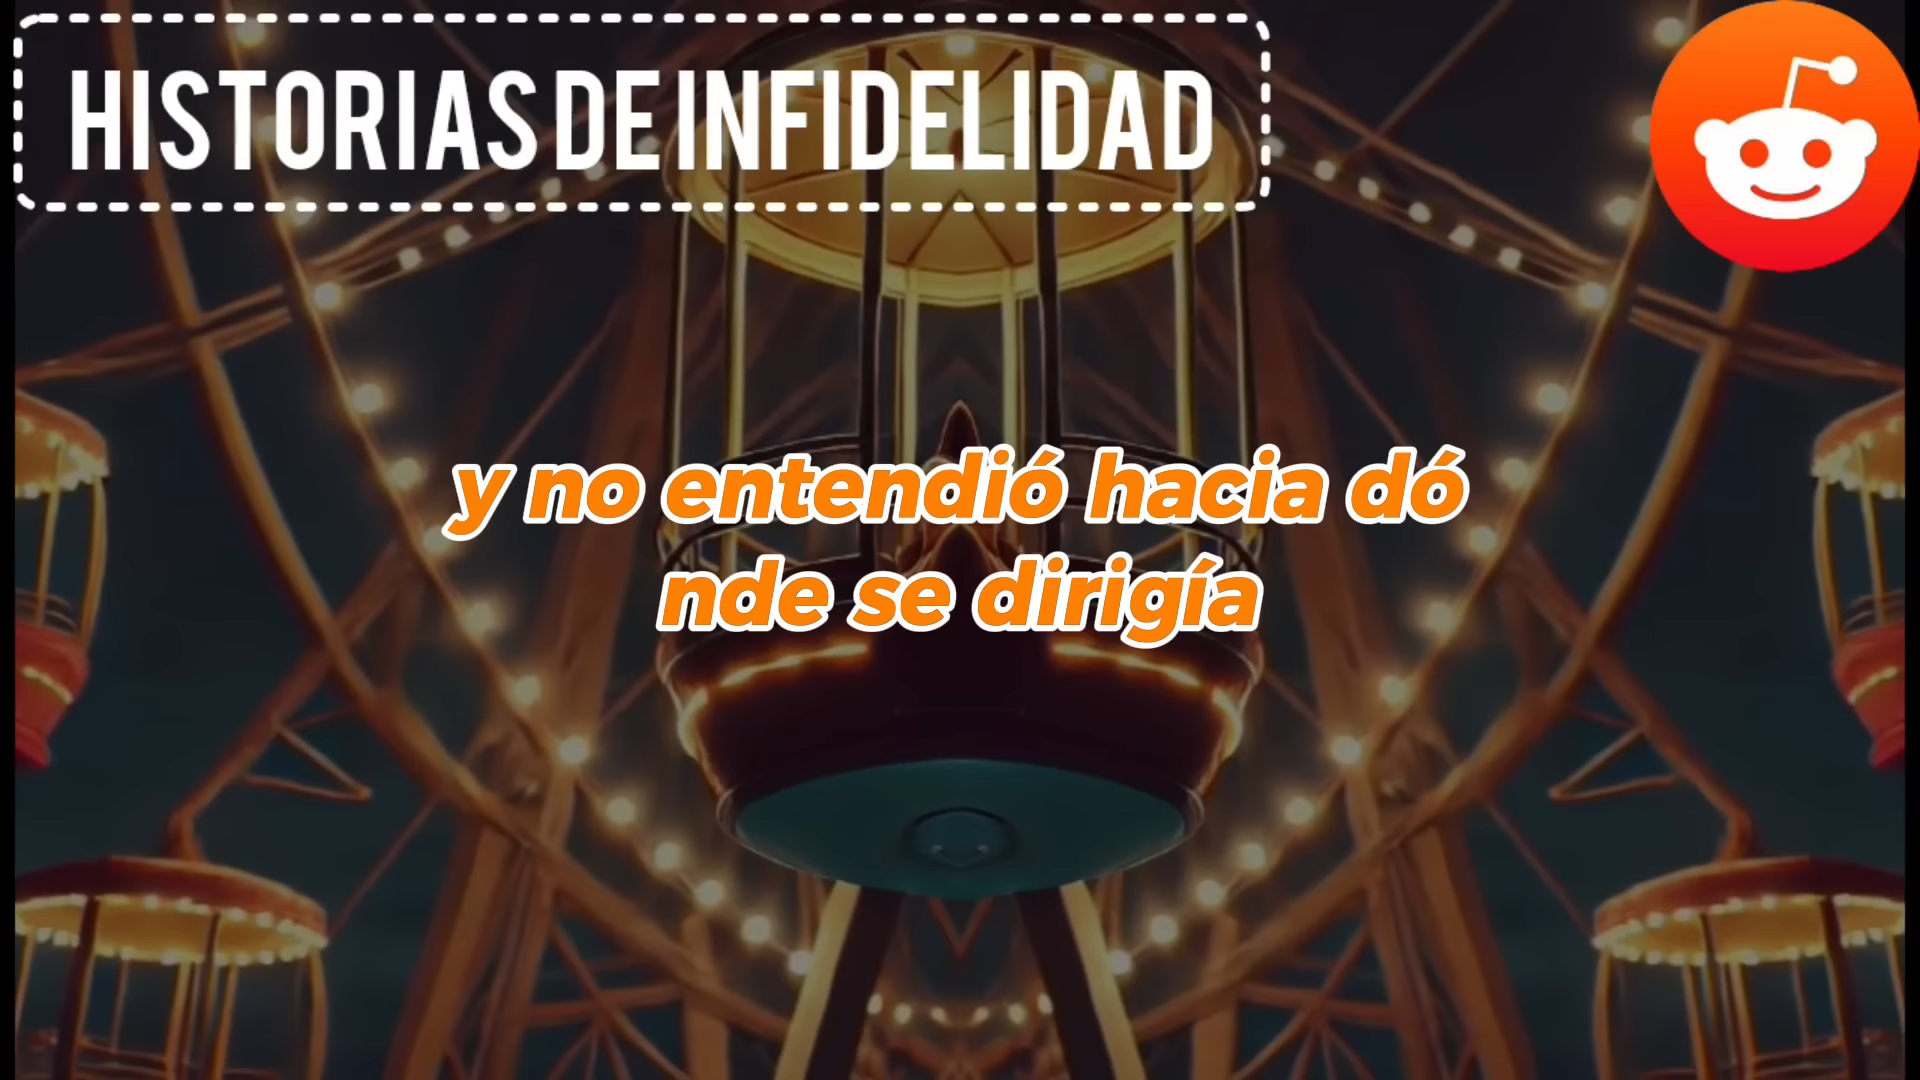 HISTORIAS DE INFIDELIDAD
y no entendió hacia dó
nde se dirigía